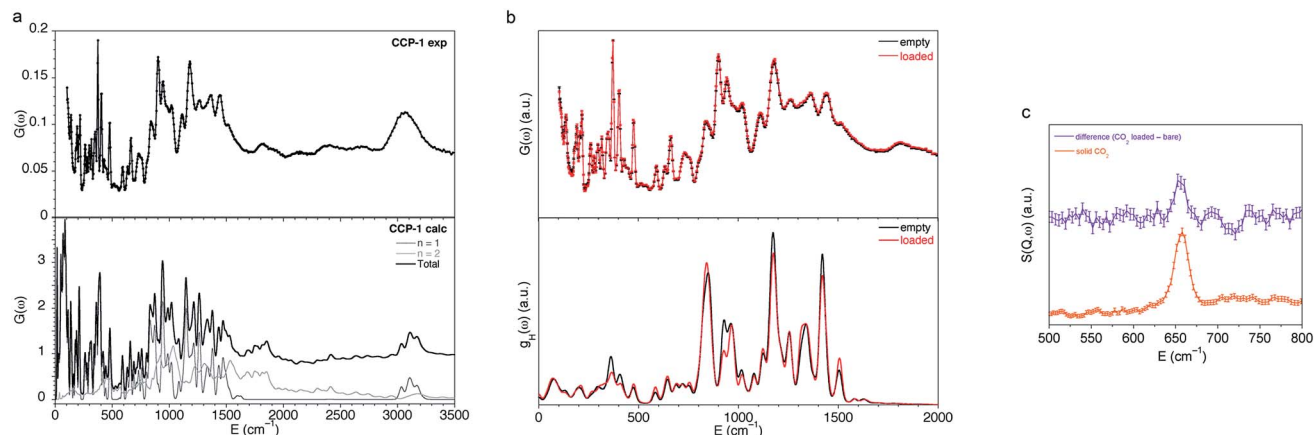 a
CCP-1 exp
G(ω)
0.2
0.15
0.1
0.05
0
CCP-1 calc
n = 1
n = 2
Total
G(ω)
3
2
1
0
0 500 1000 1500 2000 2500 3000 3500
E (cm⁻¹)
b
empty
loaded
G(ω) (a.u.)
empty
loaded
g_H(ω) (a.u.)
0 500 1000 1500 2000
E (cm⁻¹)
c
difference (CO₂ loaded – bare)
solid CO₂
S(Q,ω) (a.u.)
500 550 600 650 700 750 800
E (cm⁻¹)